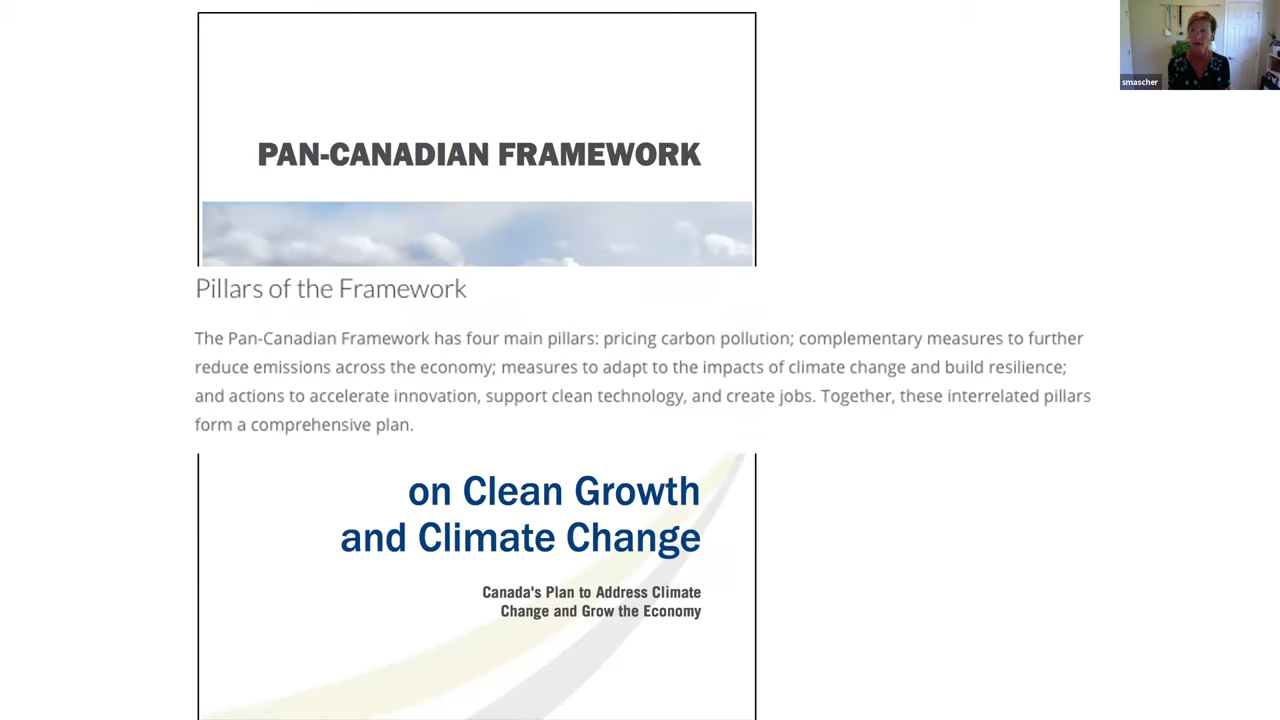 smascher
PAN-CANADIAN FRAMEWORK
Pillars of the Framework
The Pan-Canadian Framework has four main pillars: pricing carbon pollution; complementary measures to further
reduce emissions across the economy; measures to adapt to the impacts of climate change and build resilience;
and actions to accelerate innovation, support clean technology, and create jobs. Together, these interrelated pillars
form a comprehensive plan.
on Clean Growth
and Climate Change
Canada's Plan to Address Climate
Change and Grow the Economy